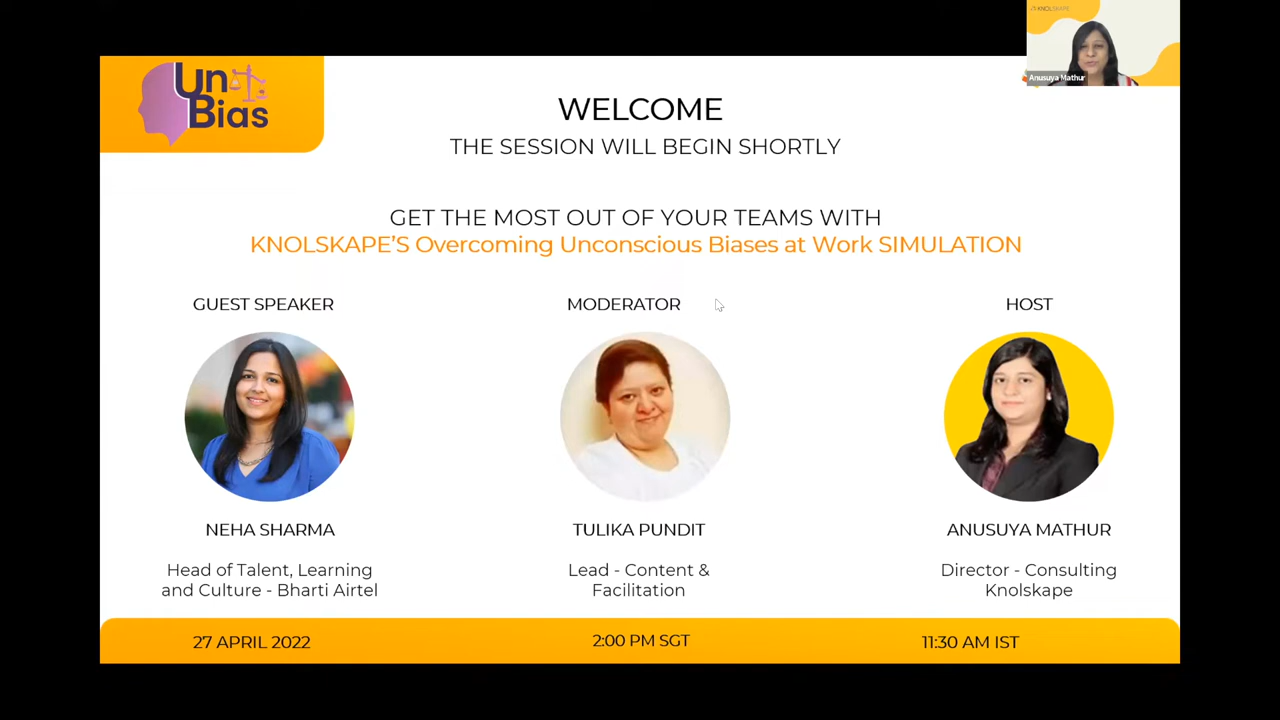 KNOLSKAPE
Anusuya Mathur
Un
Bias
WELCOME
THE SESSION WILL BEGIN SHORTLY
GET THE MOST OUT OF YOUR TEAMS WITH
KNOLSKAPE'S Overcoming Unconscious Biases at Work SIMULATION
GUEST SPEAKER
MODERATOR
HOST
NEHA SHARMA
TULIKA PUNDIT
ANUSUYA MATHUR
Head of Talent, Learning
and Culture - Bharti Airtel
Lead - Content &
Facilitation
Director - Consulting
Knolskape
27 APRIL 2022
2:00 PM SGT
11:30 AM IST